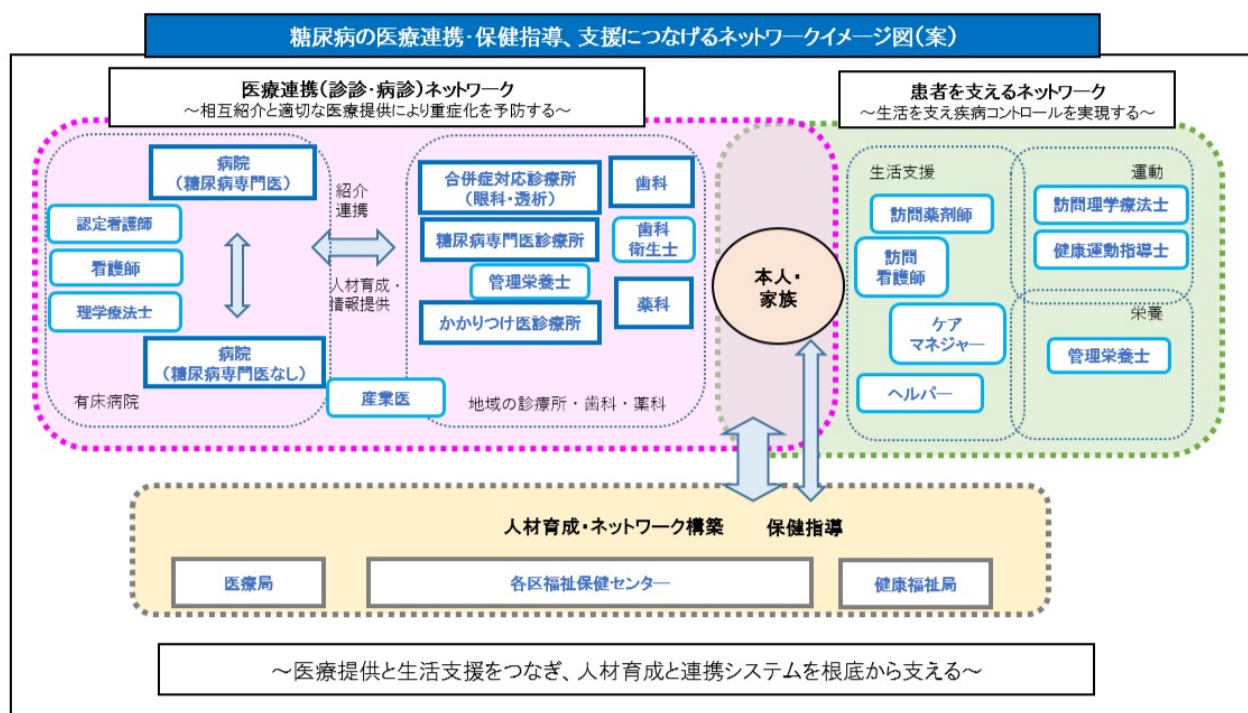 糖尿病の医療連携・保健指導、支援につなげるネットワークイメージ図(案)
医療連携(診診・病診)ネットワーク
～相互紹介と適切な医療提供により重症化を予防する～
患者を支えるネットワーク
～生活を支え疾病コントロールを実現する～
病院
(糖尿病専門医)
認定看護師
看護師
理学療法士
病院
(糖尿病専門医なし)
有床病院
紹介
連携
人材育成・
情報提供
産業医
合併症対応診療所
(眼科・透析)
糖尿病専門医診療所
管理栄養士
かかりつけ医診療所
歯科
歯科
衛生士
薬科
地域の診療所・歯科・薬科
本人・
家族
生活支援
訪問薬剤師
訪問
看護師
ケア
マネジャー
ヘルパー
運動
訪問理学療法士
健康運動指導士
栄養
管理栄養士
人材育成・ネットワーク構築
保健指導
医療局
各区福祉保健センター
健康福祉局
～医療提供と生活支援をつなぎ、人材育成と連携システムを根底から支える～